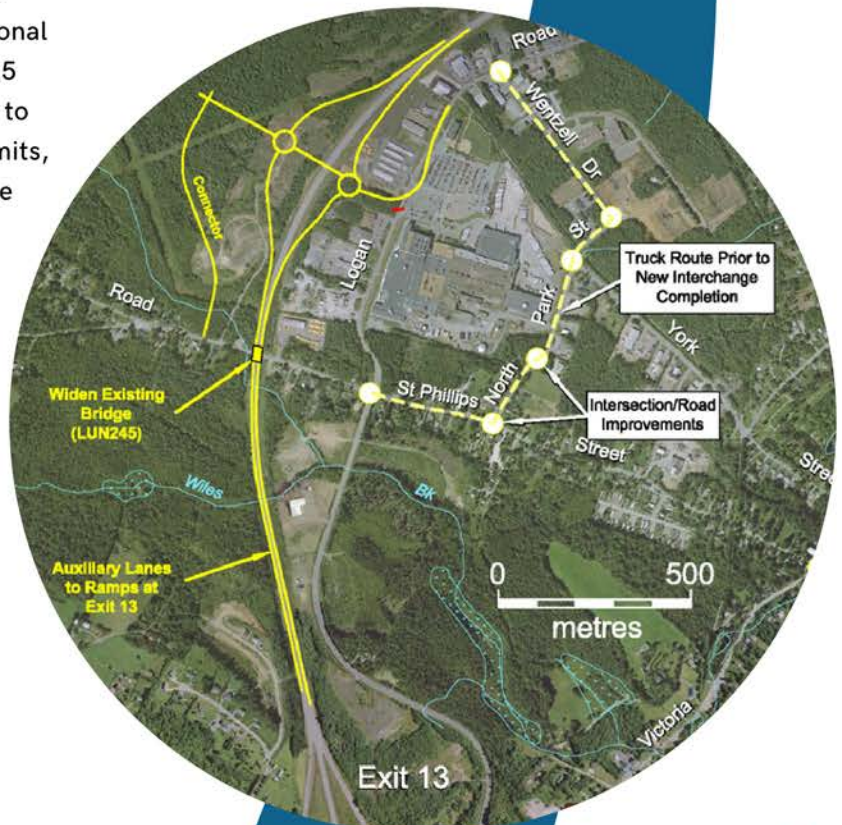 onal
5
to
mits,
e
Road
Wentzell
Dr
St
Connector
Logan
Truck Route Prior to
New Interchange
Completion
Park
Road
York
Widen Existing
Bridge
(LUN245)
St Phillips
North
Intersection/Road
Improvements
Street
Stree
Wiles
Bk
Auxiliary Lanes
to Ramps at
Exit 13
0 500
metres
Victoria
Exit 13